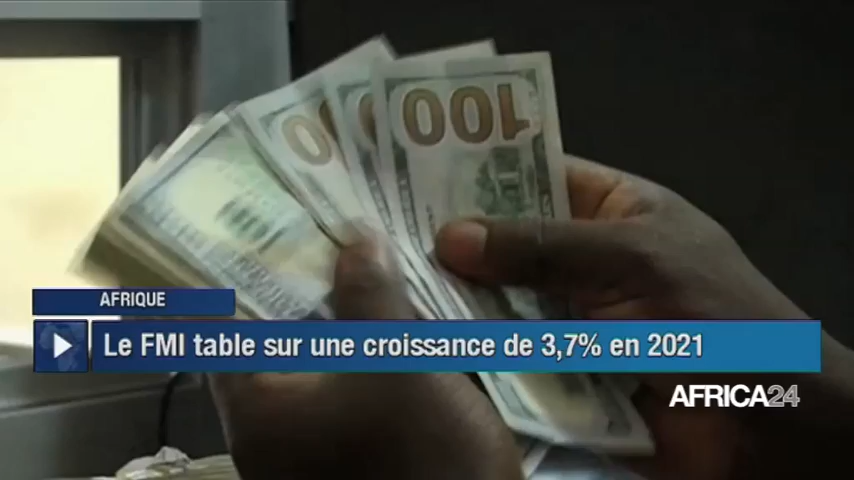 100
AFRIQUE
Le FMI table sur une croissance de 3,7% en 2021
AFRICA24